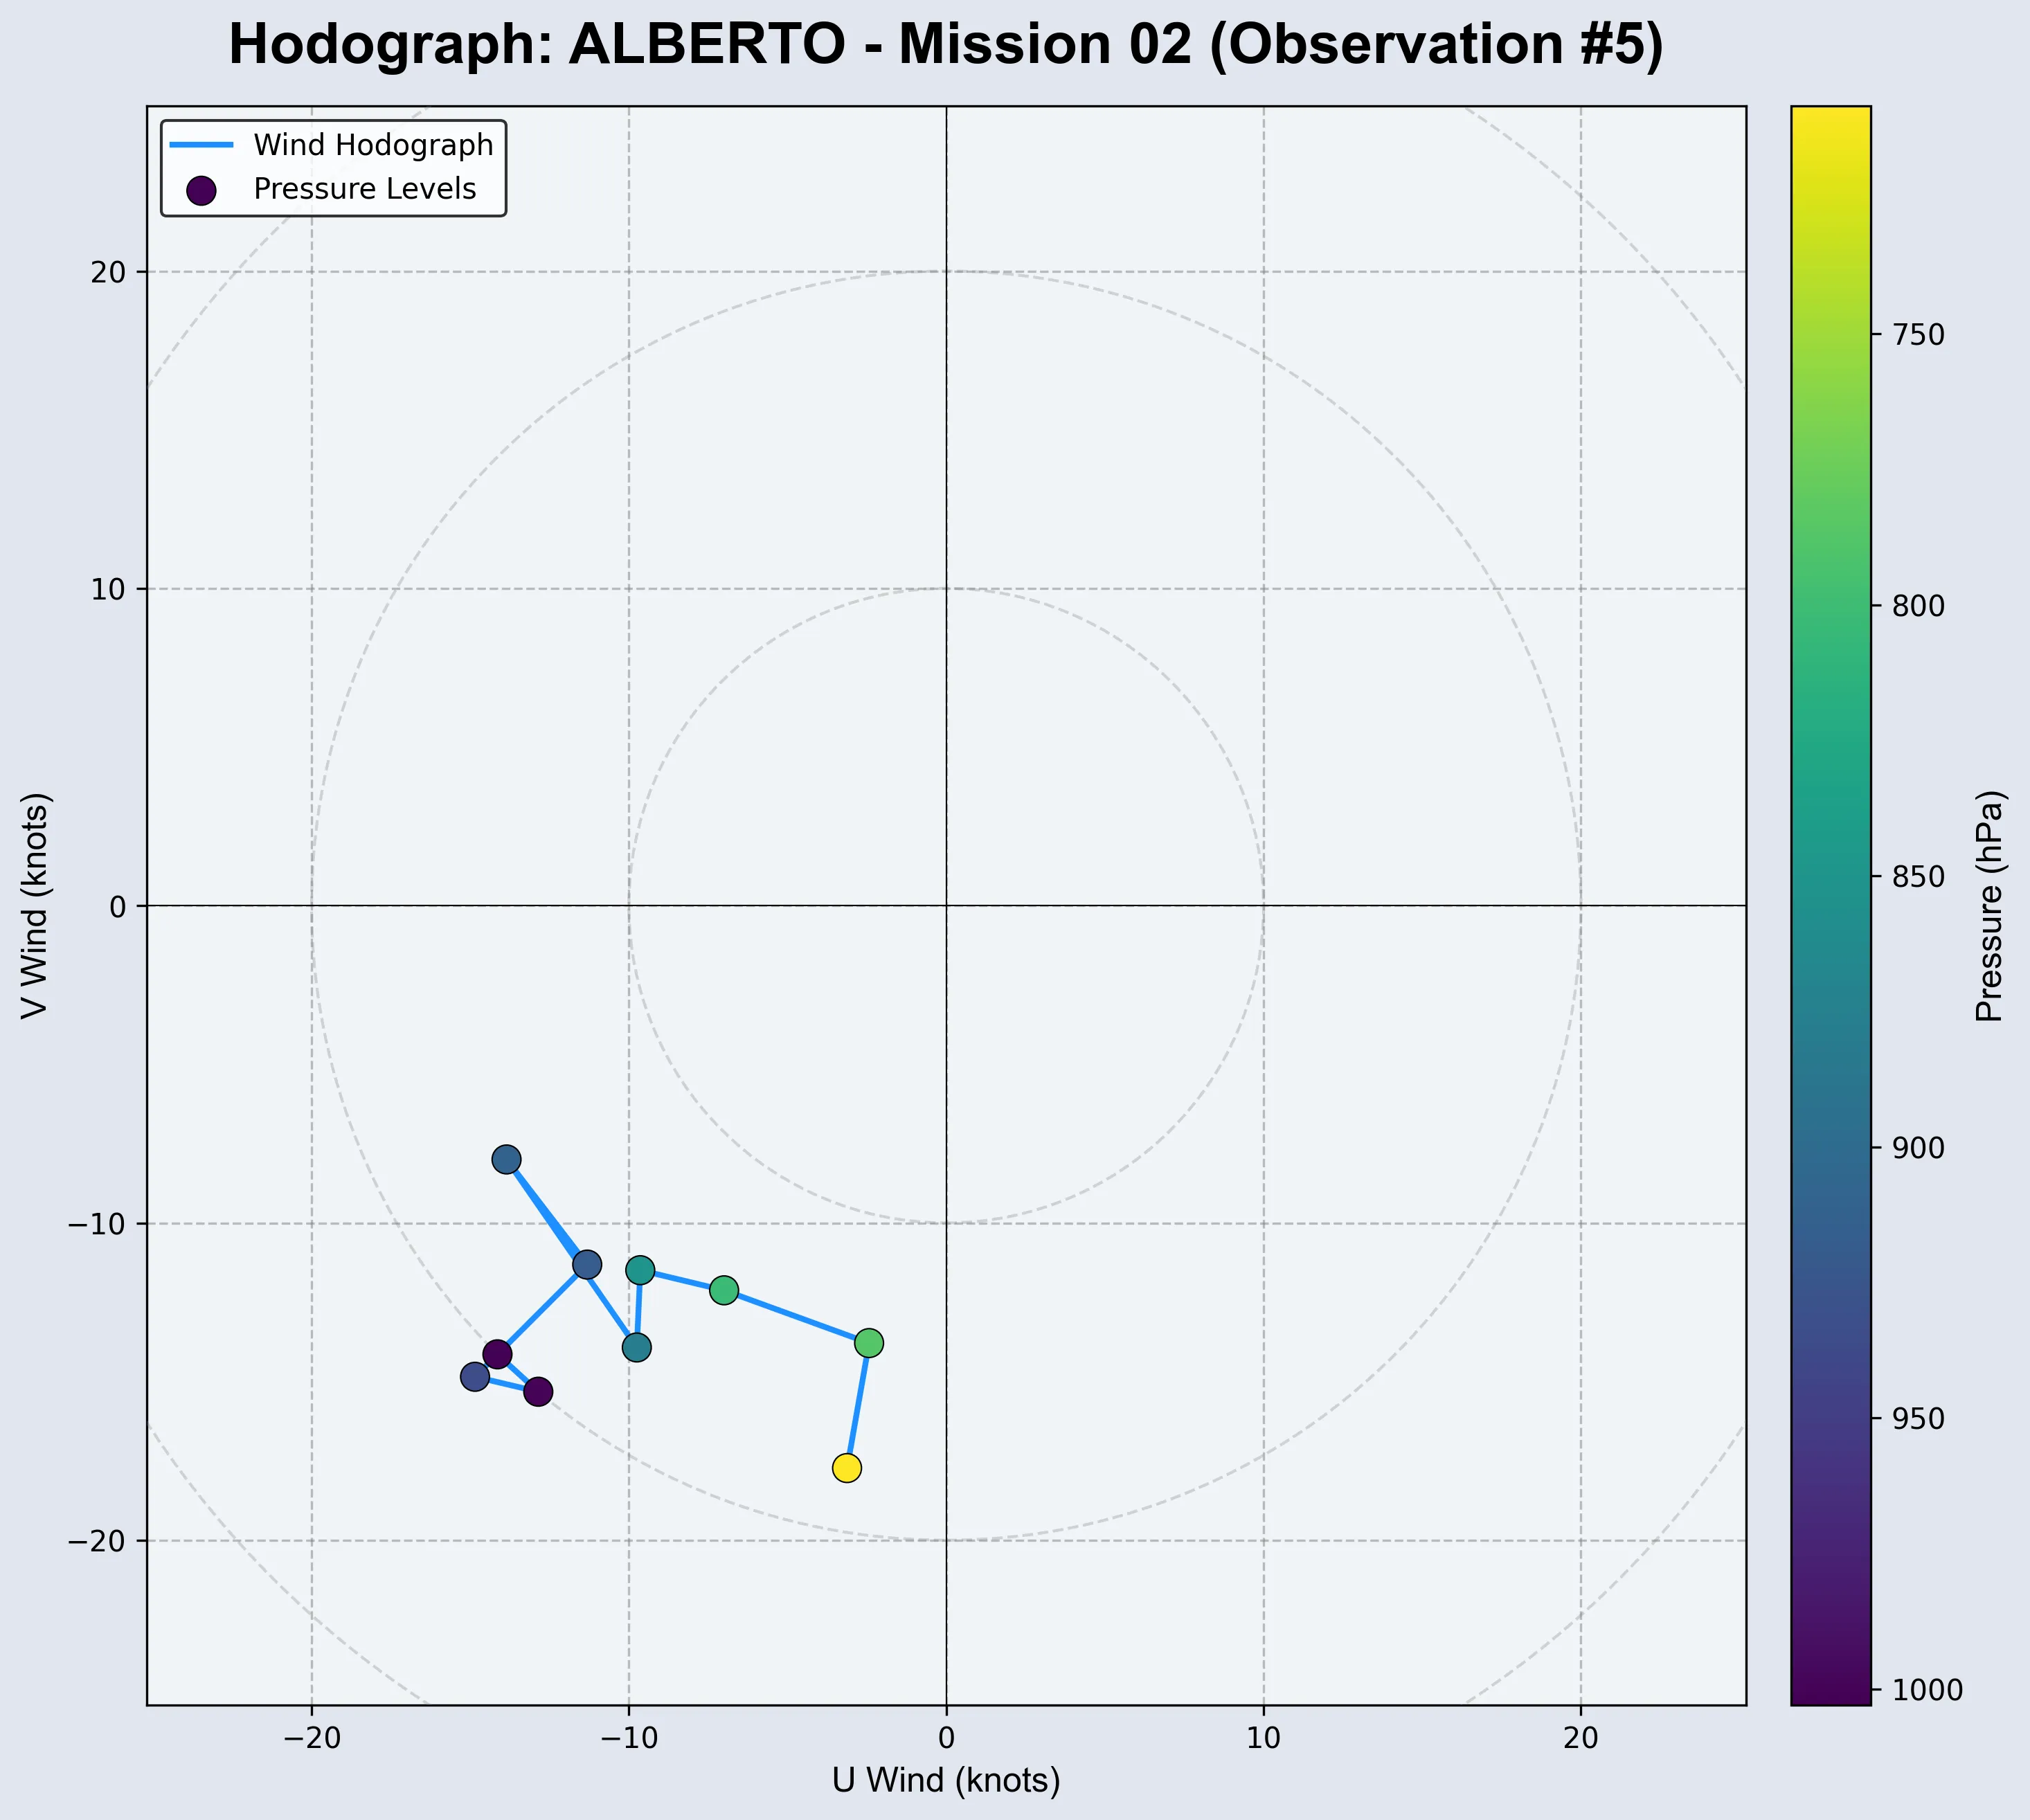 Hodograph: ALBERTO - Mission 02 (Observation #5)
Wind Hodograph
Pressure Levels
20
10
0
−10
−20
V Wind (knots)
−20
−10
0
10
20
U Wind (knots)
750
800
850
900
950
1000
Pressure (hPa)